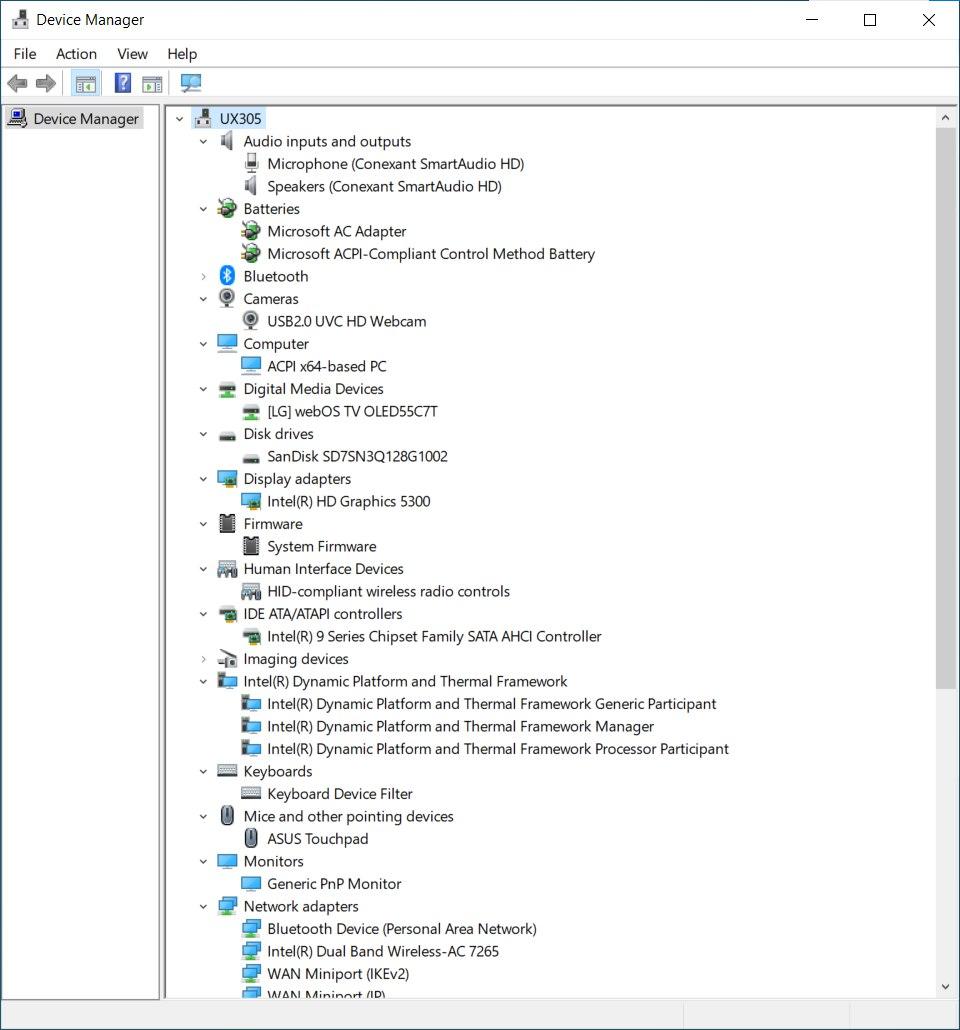 Device Manager
File Action View Help
Device Manager
UX305
Audio inputs and outputs
Microphone (Conexant SmartAudio HD)
Speakers (Conexant SmartAudio HD)
Batteries
Microsoft AC Adapter
Microsoft ACPI-Compliant Control Method Battery
Bluetooth
Cameras
USB2.0 UVC HD Webcam
Computer
ACPI x64-based PC
Digital Media Devices
[LG] webOS TV OLED55C7T
Disk drives
SanDisk SD7SN3Q128G1002
Display adapters
Intel(R) HD Graphics 5300
Firmware
System Firmware
Human Interface Devices
HID-compliant wireless radio controls
IDE ATA/ATAPI controllers
Intel(R) 9 Series Chipset Family SATA AHCI Controller
Imaging devices
Intel(R) Dynamic Platform and Thermal Framework
Intel(R) Dynamic Platform and Thermal Framework Generic Participant
Intel(R) Dynamic Platform and Thermal Framework Manager
Intel(R) Dynamic Platform and Thermal Framework Processor Participant
Keyboards
Keyboard Device Filter
Mice and other pointing devices
ASUS Touchpad
Monitors
Generic PnP Monitor
Network adapters
Bluetooth Device (Personal Area Network)
Intel(R) Dual Band Wireless-AC 7265
WAN Miniport (IKEv2)
WAN Miniport (IP)